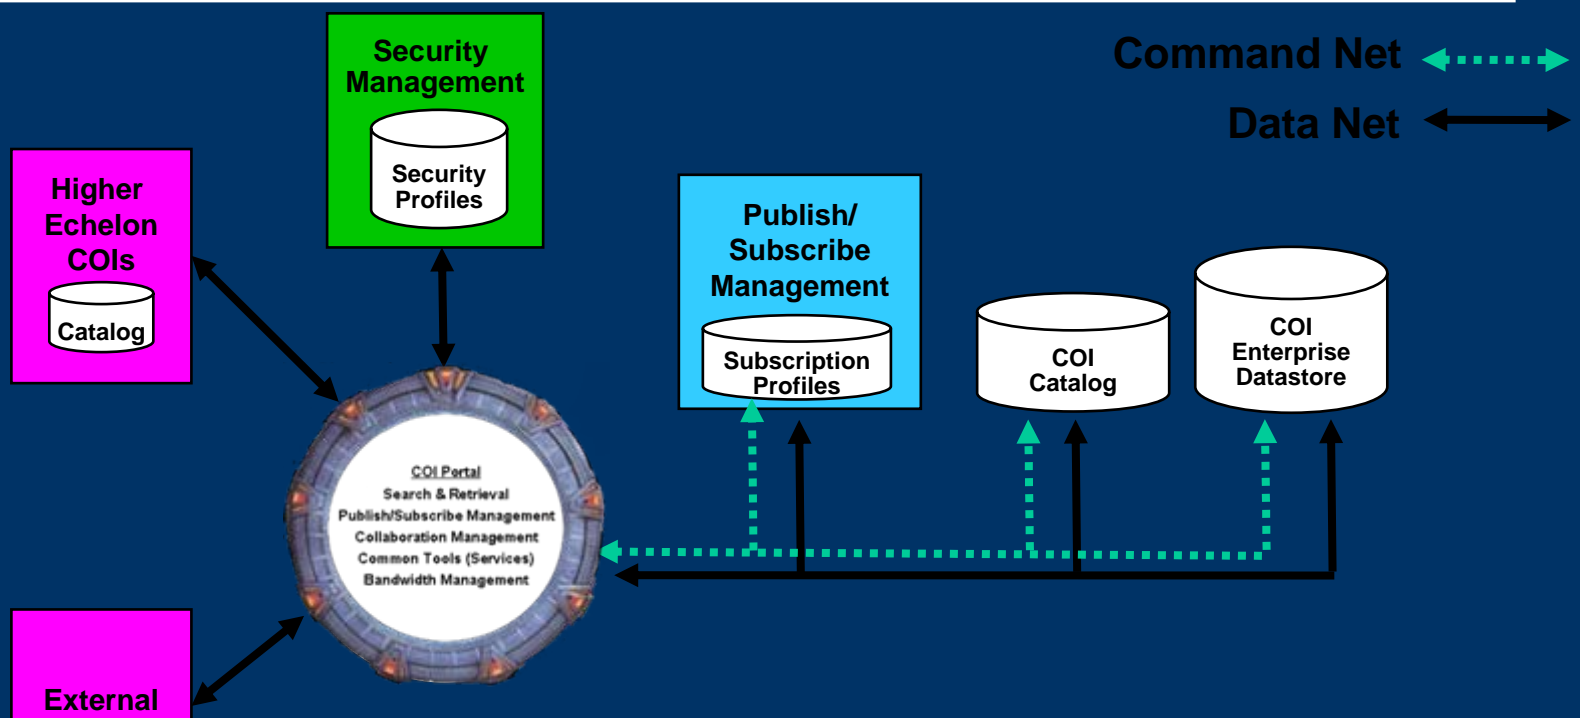 Security
Management
Security
Profiles
Command Net
Data Net
Higher
Echelon
COIs
Catalog
Publish/
Subscribe
Management
Subscription
Profiles
COI
Catalog
COI
Enterprise
Datastore
COI Portal
Search & Retrieval
Publish/Subscribe Management
Collaboration Management
Common Tools (Services)
Bandwidth Management
External